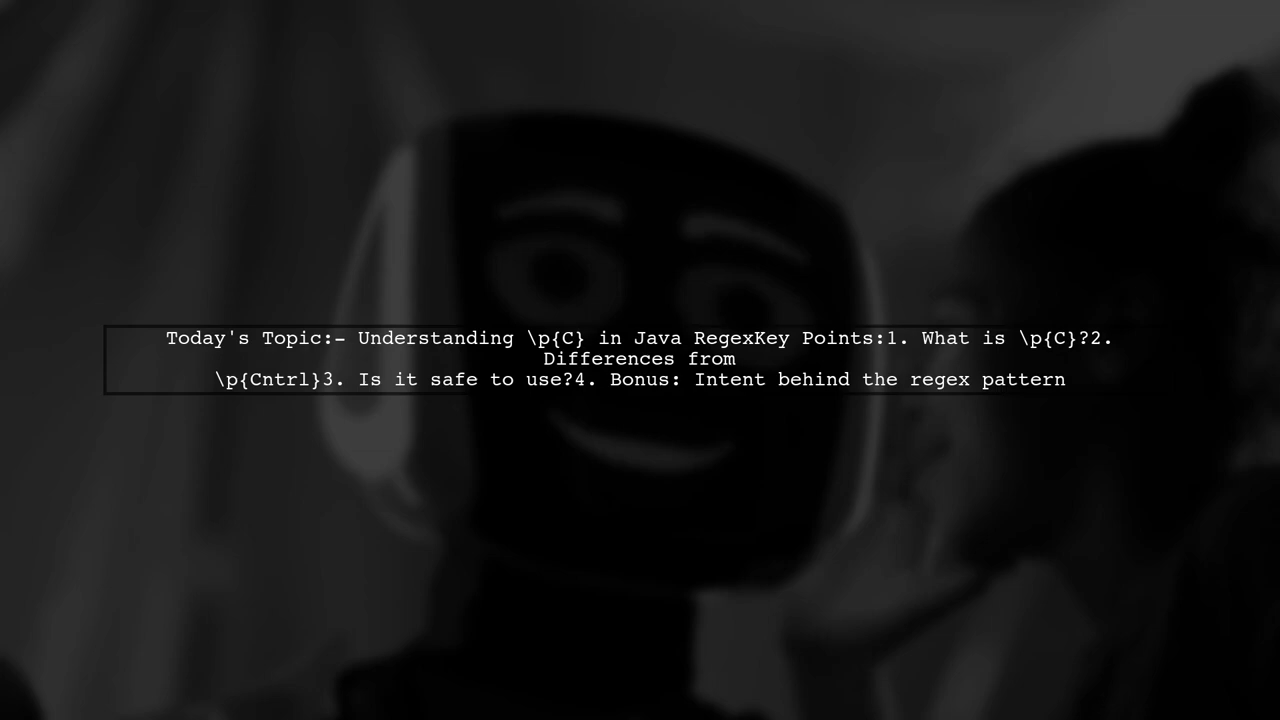 Today's Topic:- Understanding \p{C} in Java RegexKey Points:1. What is \p{C}?2.
Differences from
\p{Cntrl}3. Is it safe to use?4. Bonus: Intent behind the regex pattern